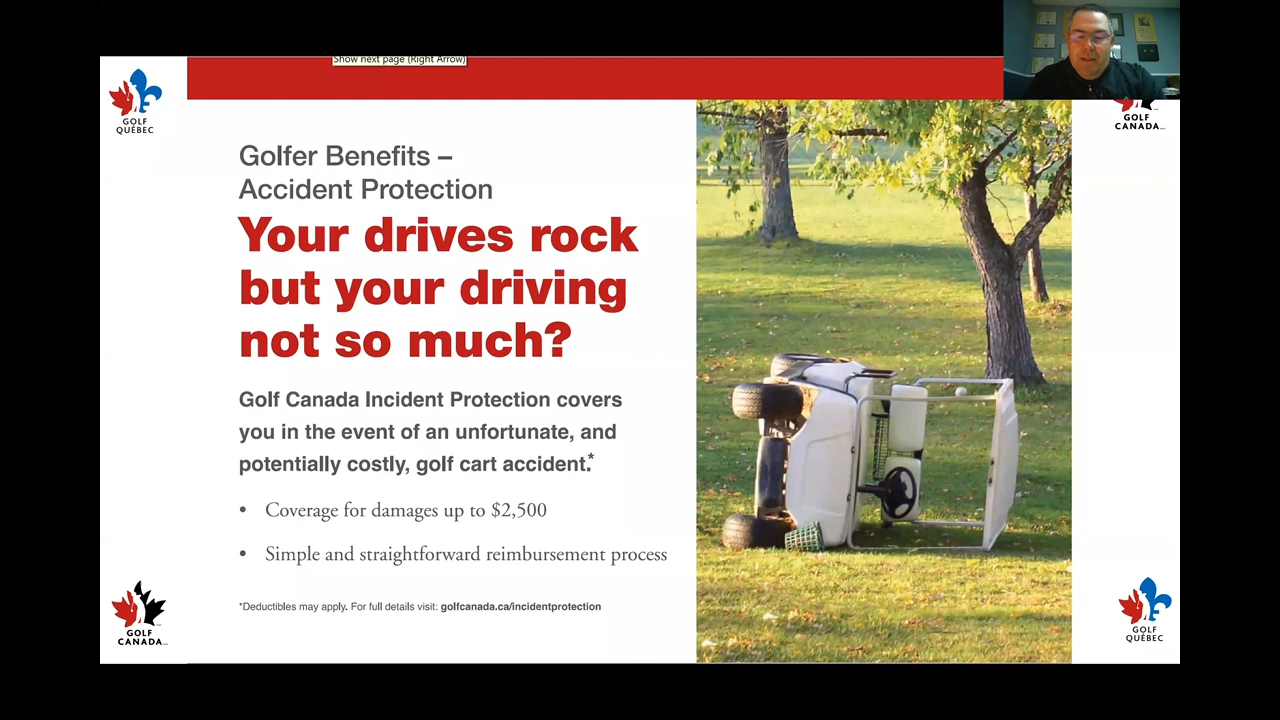 Show next page (Right Arrow)
GOLF
QUÉBEC
GOLF
CANADA
Golfer Benefits –
Accident Protection
Your drives rock
but your driving
not so much?
Golf Canada Incident Protection covers
you in the event of an unfortunate, and
potentially costly, golf cart accident.*
• Coverage for damages up to $2,500
• Simple and straightforward reimbursement process
*Deductibles may apply. For full details visit: golfcanada.ca/incidentprotection
GOLF
CANADA
GOLF
QUÉBEC